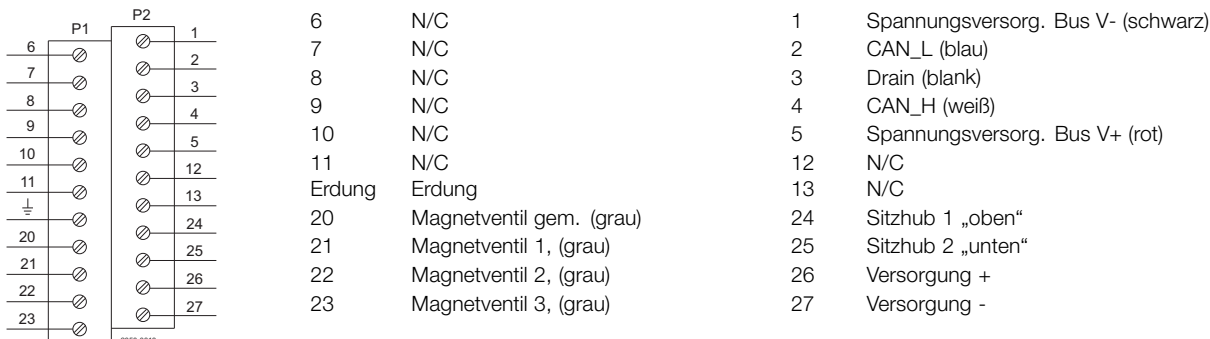 P1
P2
6
7
8
9
10
11
20
21
22
23
1
2
3
4
5
12
13
24
25
26
27
6 N/C
7 N/C
8 N/C
9 N/C
10 N/C
11 N/C
Erdung Erdung
20 Magnetventil gem. (grau)
21 Magnetventil 1, (grau)
22 Magnetventil 2, (grau)
23 Magnetventil 3, (grau)
1 Spannungsversorg. Bus V- (schwarz)
2 CAN_L (blau)
3 Drain (blank)
4 CAN_H (weiß)
5 Spannungsversorg. Bus V+ (rot)
12 N/C
13 N/C
24 Sitzhub 1 „oben“
25 Sitzhub 2 „unten“
26 Versorgung +
27 Versorgung -